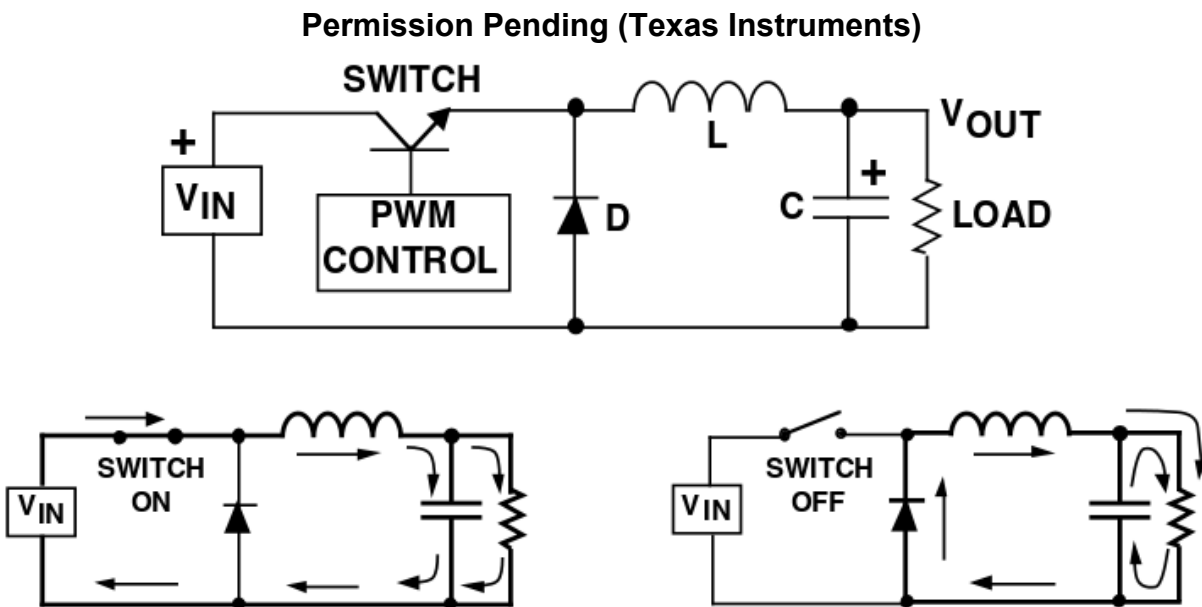 Permission Pending (Texas Instruments)
SWITCH
+
VIN
PWM
CONTROL
D
L
C
+
VOUT
LOAD
SWITCH
ON
VIN
SWITCH
OFF
VIN